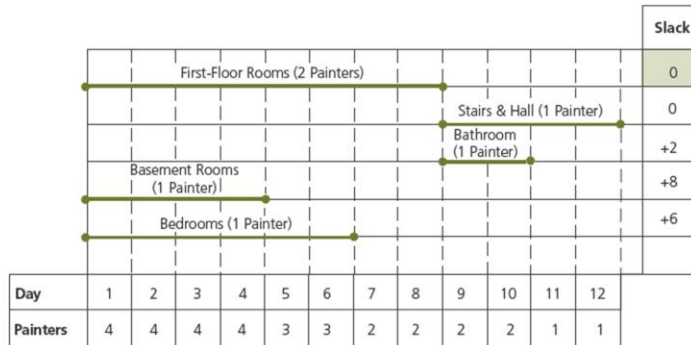 Slack
First-Floor Rooms (2 Painters)
0
Stairs & Hall (1 Painter)
0
Bathroom
(1 Painter)
+2
Basement Rooms
(1 Painter)
+8
Bedrooms (1 Painter)
+6
Day 1 2 3 4 5 6 7 8 9 10 11 12
Painters 4 4 4 4 3 3 2 2 2 2 1 1